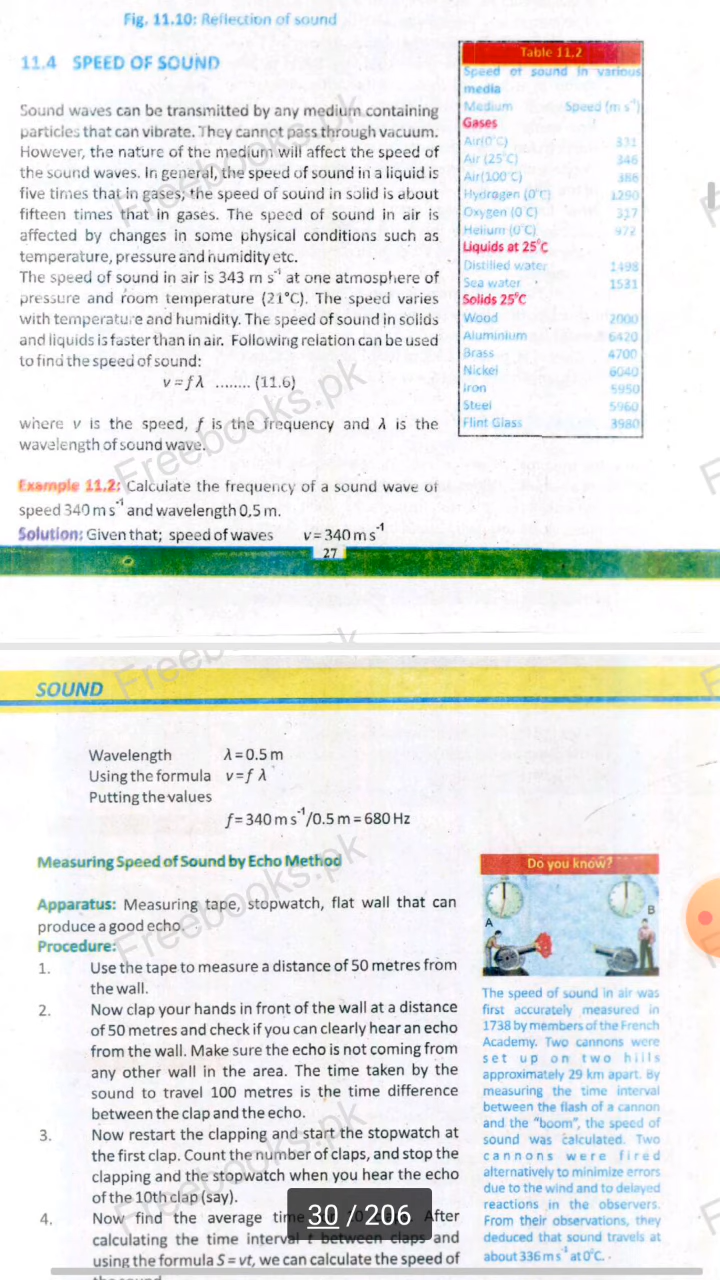 Fig. 11.10: Reflection of sound
11.4 SPEED OF SOUND
Sound waves can be transmitted by any medium containing
particles that can vibrate. They cannot pass through vacuum.
However, the nature of the medium will affect the speed of
the sound waves. In general, the speed of sound in a liquid is
five times that in gases; the speed of sound in solid is about
fifteen times that in gases. The speed of sound in air is
affected by changes in some physical conditions such as
temperature, pressure and humidity etc.
The speed of sound in air is 343 m s⁻¹ at one atmosphere of
pressure and room temperature (21°C). The speed varies
with temperature and humidity. The speed of sound in solids
and liquids is faster than in air. Following relation can be used
to find the speed of sound:
v = f λ ........ (11.6)
where v is the speed, f is the frequency and λ is the
wavelength of sound wave.
Example 11.2: Calculate the frequency of a sound wave of
speed 340 m s⁻¹ and wavelength 0.5 m.
Solution: Given that; speed of waves v = 340 m s⁻¹
Table 11.2
Speed of sound in various
media
Medium Speed (m s⁻¹)
Gases
Air(0°C) 331
Air (25°C) 346
Air(100°C) 386
Hydrogen (0°C) 1290
Oxygen (0°C) 317
Helium (0°C) 972
Liquids at 25°C
Distilled water 1498
Sea water 1531
Solids 25°C
Wood 2000
Aluminium 6420
Brass 4700
Nickel 6040
Iron 5950
Steel 5960
Flint Glass 3980
27
SOUND
Wavelength λ = 0.5 m
Using the formula v = f λ
Putting the values
f = 340 m s⁻¹/0.5 m = 680 Hz
Measuring Speed of Sound by Echo Method
Apparatus: Measuring tape, stopwatch, flat wall that can
produce a good echo.
Procedure:
1. Use the tape to measure a distance of 50 metres from
the wall.
2. Now clap your hands in front of the wall at a distance
of 50 metres and check if you can clearly hear an echo
from the wall. Make sure the echo is not coming from
any other wall in the area. The time taken by the
sound to travel 100 metres is the time difference
between the clap and the echo.
3. Now restart the clapping and start the stopwatch at
the first clap. Count the number of claps, and stop the
clapping and the stopwatch when you hear the echo
of the 10th clap (say).
4. Now find the average time After
calculating the time interval t between claps and
using the formula S = vt, we can calculate the speed of
Do you know?
A
B
The speed of sound in air was
first accurately measured in
1738 by members of the French
Academy. Two cannons were
set up on two hills
approximately 29 km apart. By
measuring the time interval
between the flash of a cannon
and the "boom", the speed of
sound was calculated. Two
cannons were fired
alternatively to minimize errors
due to the wind and to delayed
reactions in the observers.
From their observations, they
deduced that sound travels at
about 336 m s⁻¹ at 0°C.
30 / 206
Freebooks.pk
Freebooks.pk
Freebooks.pk
Freebooks.pk